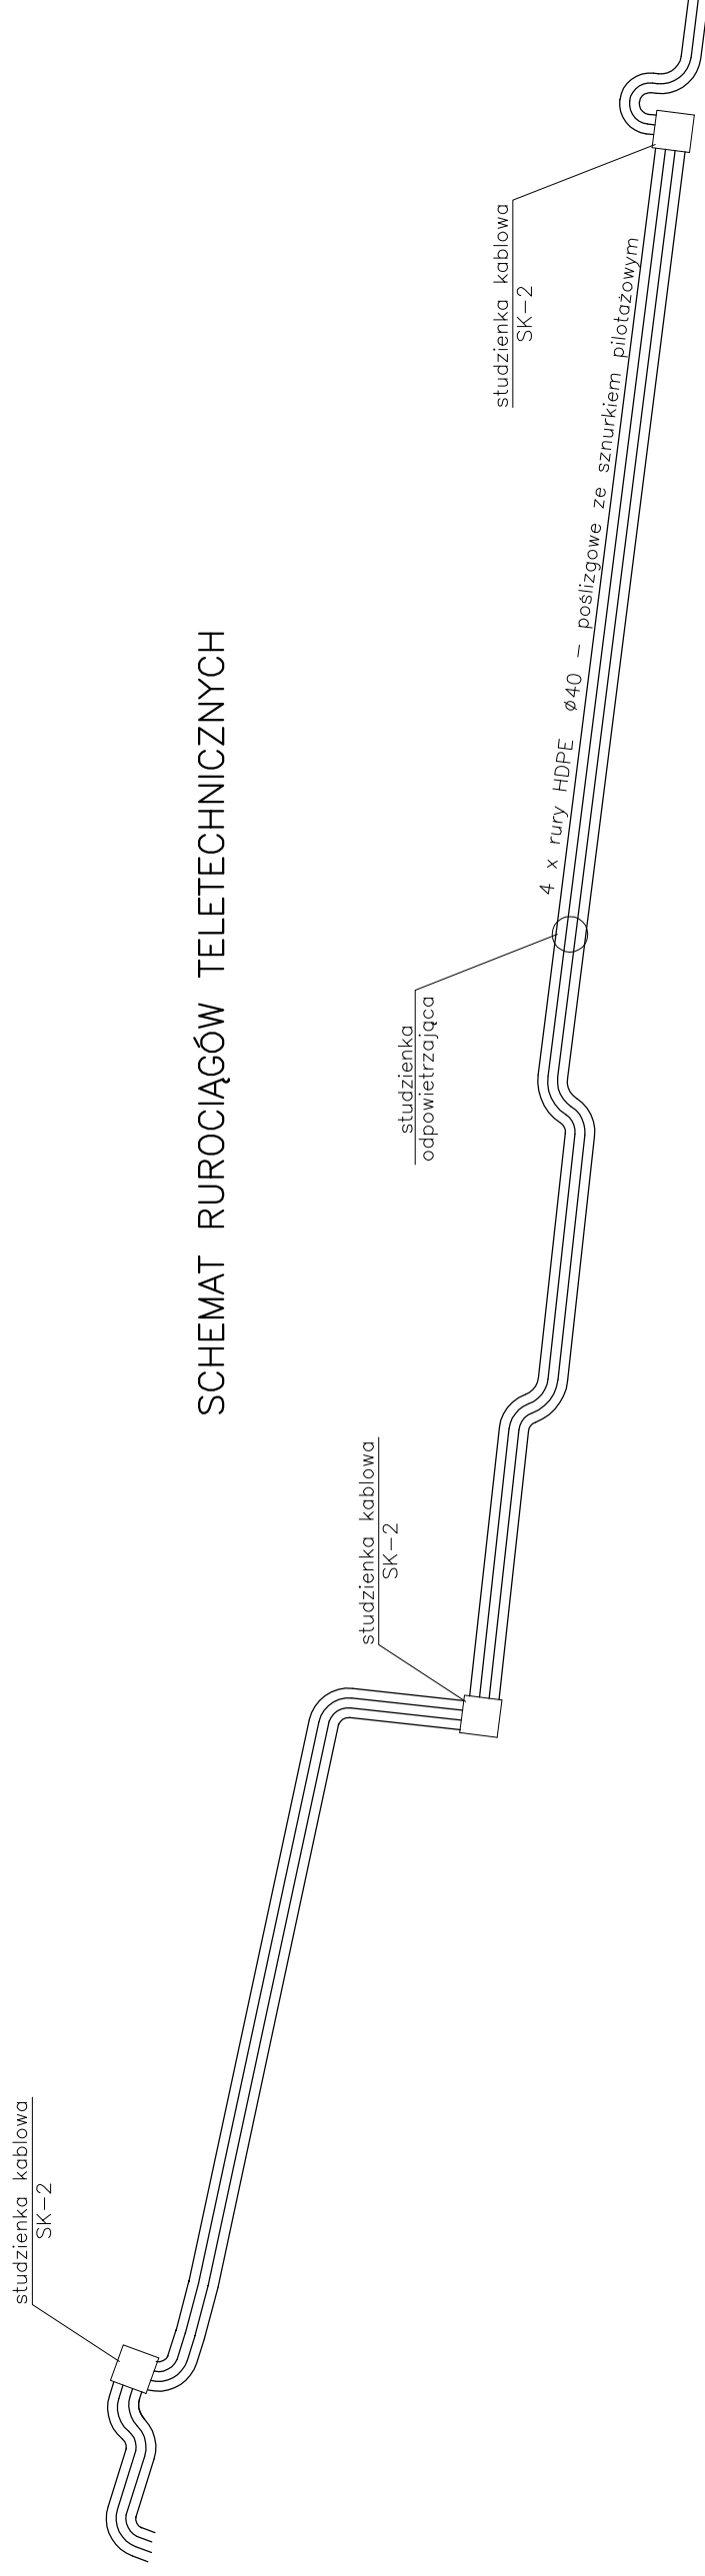 SCHEMAT RUROCIĄGÓW TELETECHNICZNYCH
studzienka kablowa
SK-2
studzienka kablowa
SK-2
studzienka
odpowietrzająca
4 x rury HDPE ø40 - poślizgowe ze sznurkiem pilotażowym
studzienka kablowa
SK-2